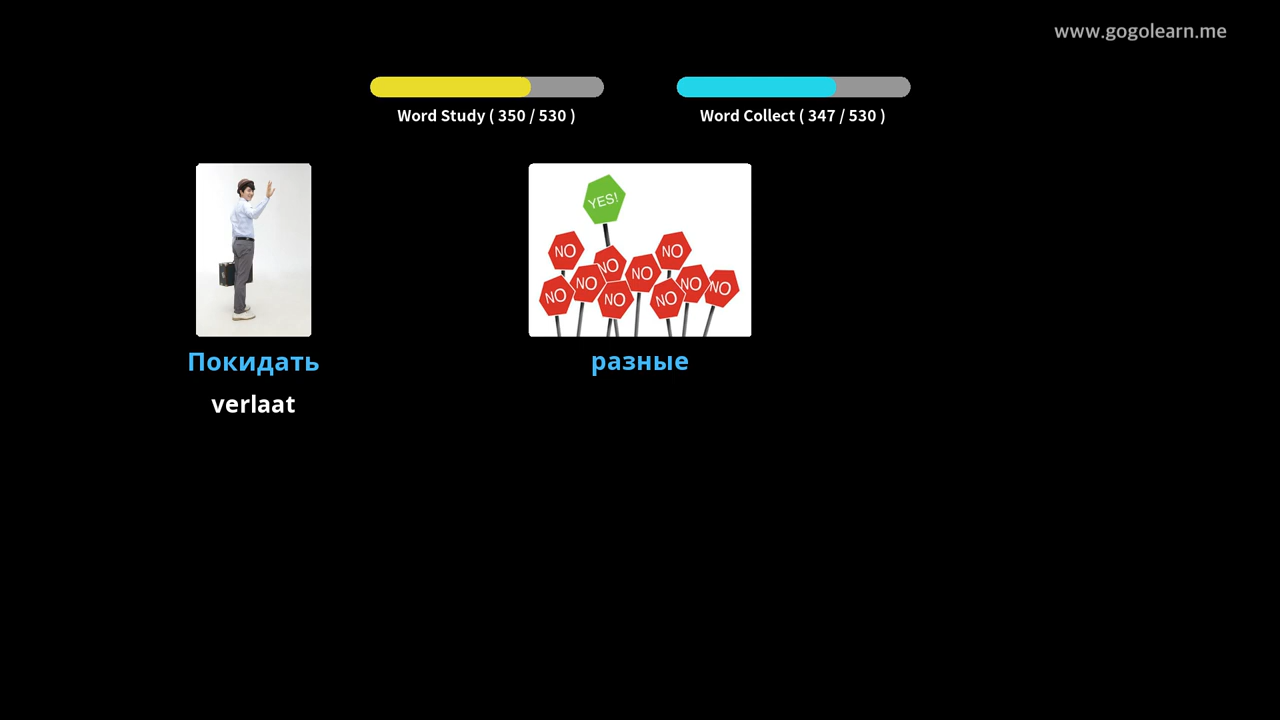 www.gogolearn.me
Word Study ( 350 / 530 )
Word Collect ( 347 / 530 )
YES!
NO
NO
NO
NO
NO
NO
NO
NO
NO
NO
Покидать
разные
verlaat